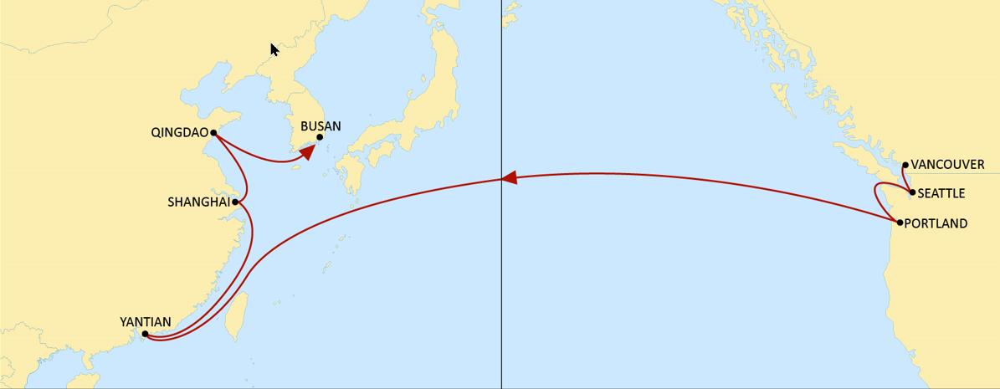 BUSAN
QINGDAO
VANCOUVER
SEATTLE
SHANGHAI
PORTLAND
YANTIAN